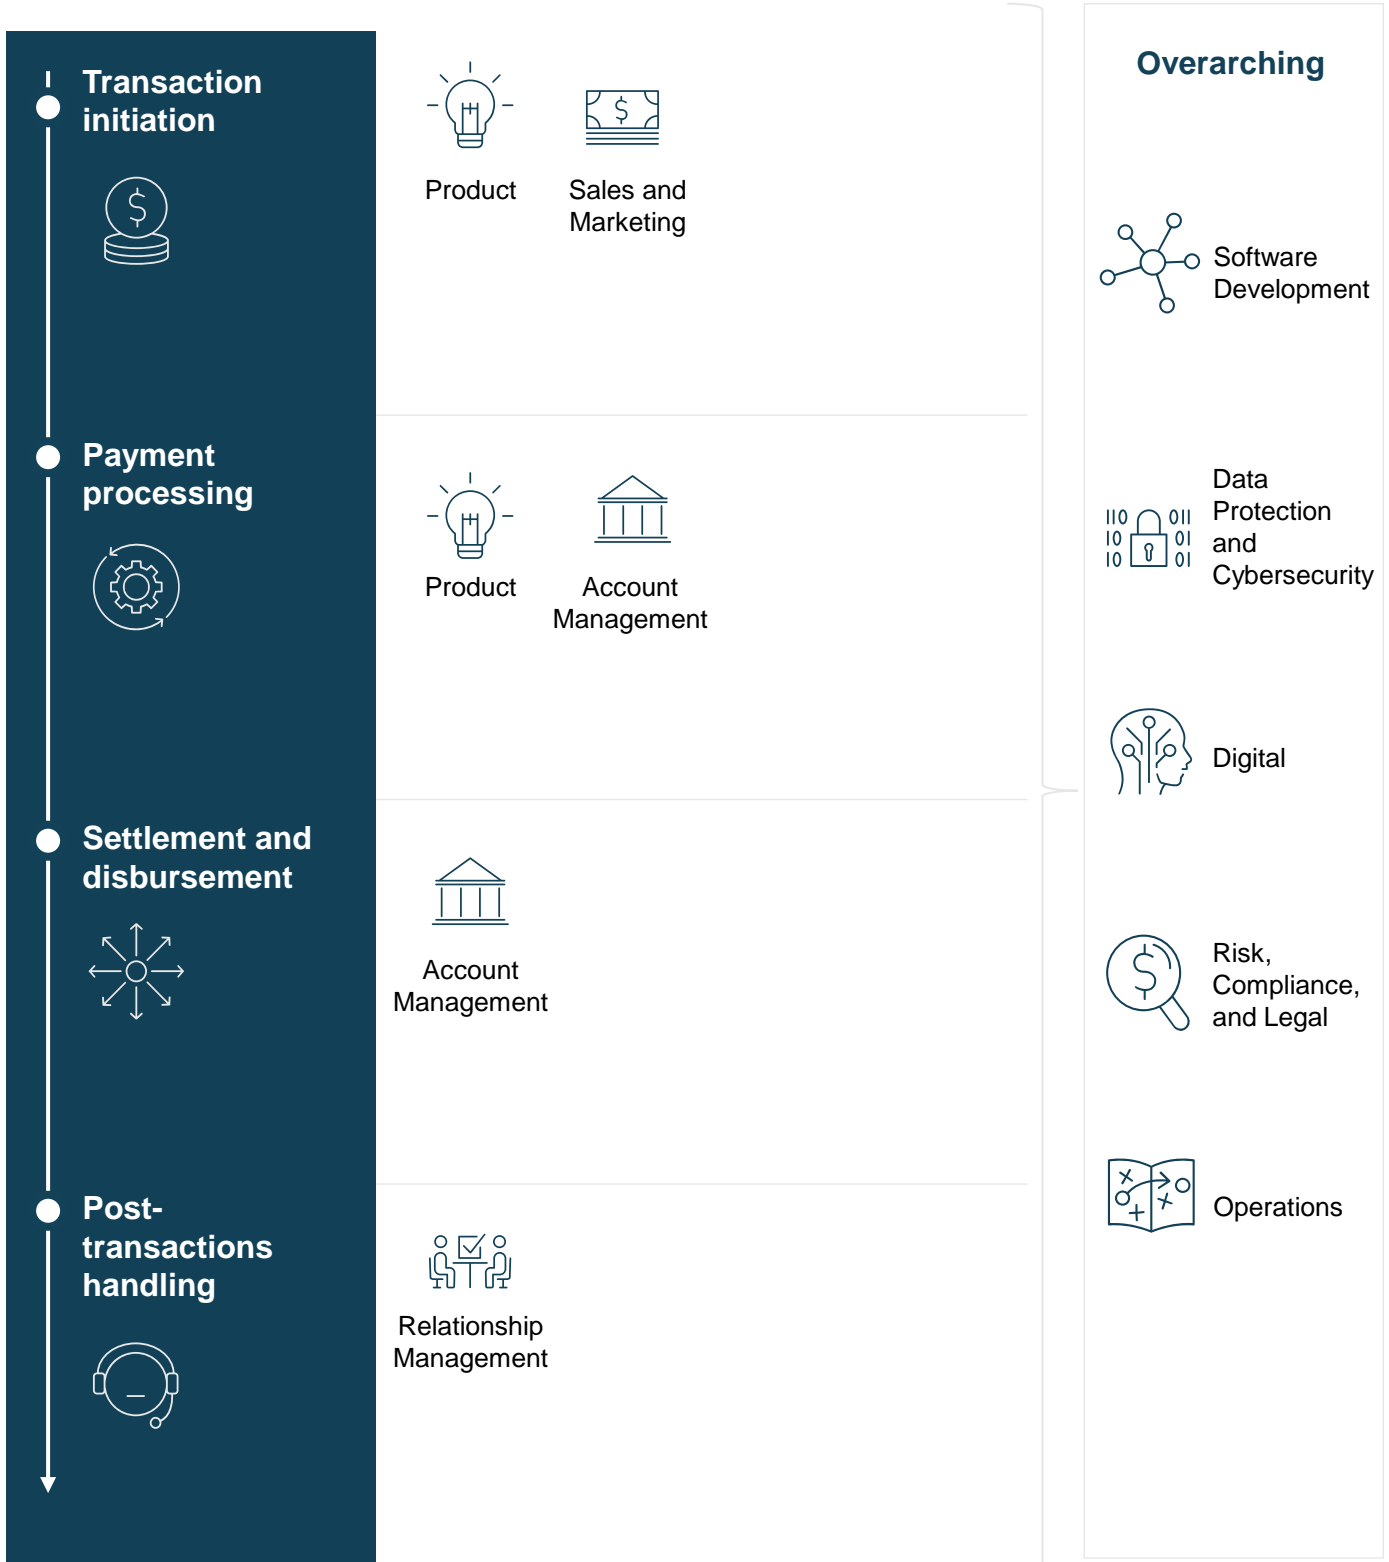 Transaction
initiation
Product
Sales and
Marketing
Payment
processing
Product
Account
Management
Settlement and
disbursement
Account
Management
Post-
transactions
handling
Relationship
Management
Overarching
Software
Development
Data
Protection
and
Cybersecurity
Digital
Risk,
Compliance,
and Legal
Operations